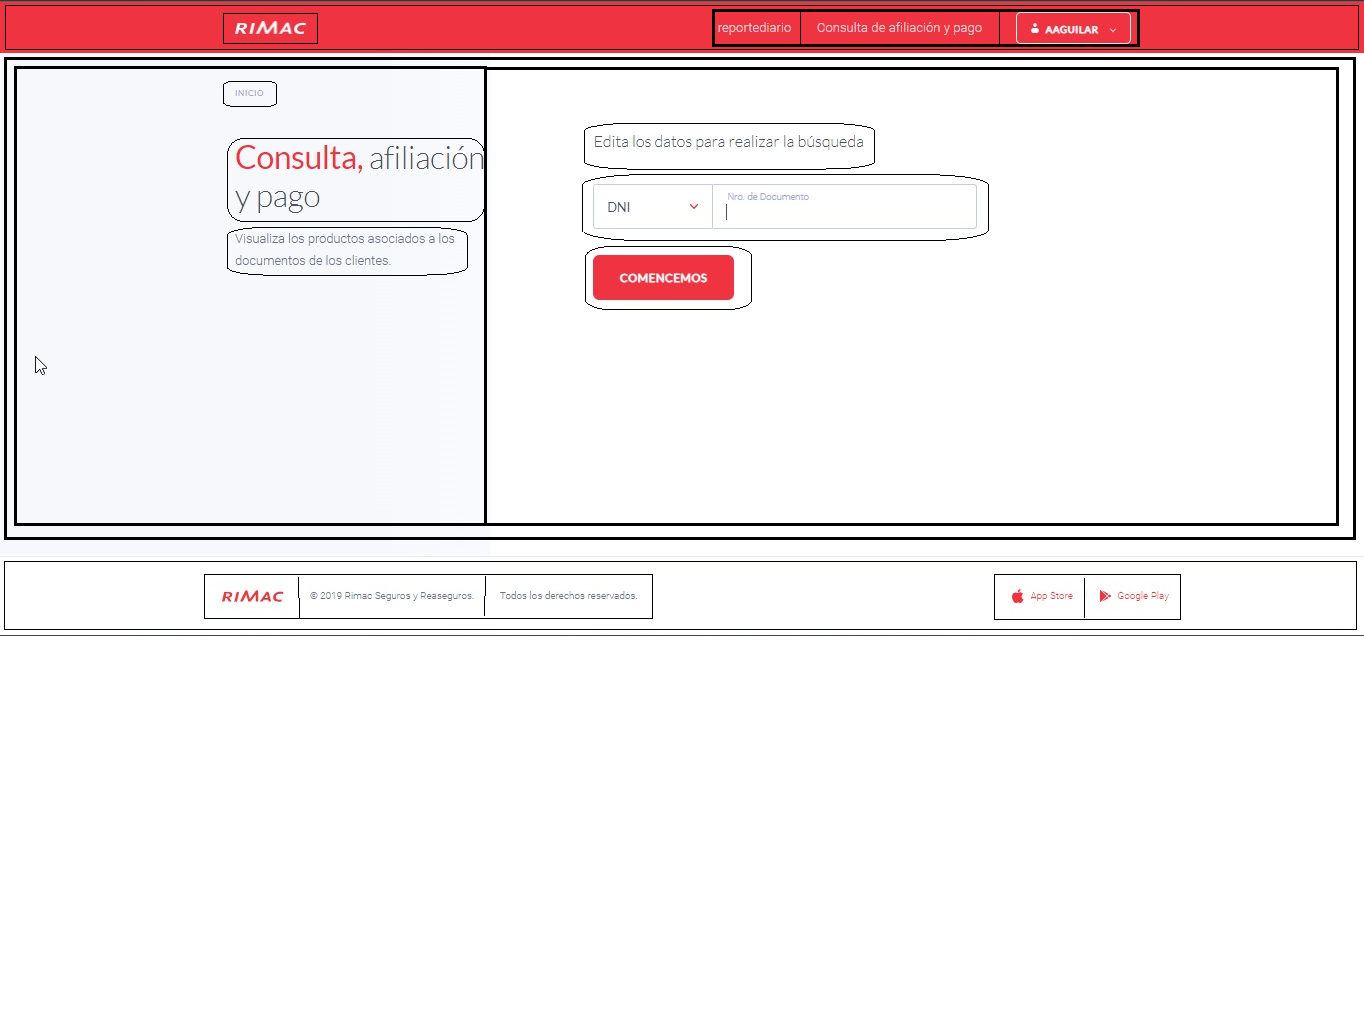 RIMAC
reportediario
Consulta de afiliación y pago
AAGUILAR
INICIO
Consulta, afiliación
y pago
Visualiza los productos asociados a los
documentos de los clientes.
Edita los datos para realizar la búsqueda
DNI
Nro. de Documento
COMENCEMOS
RIMAC
© 2019 Rimac Seguros y Reaseguros.
Todos los derechos reservados.
App Store
Google Play